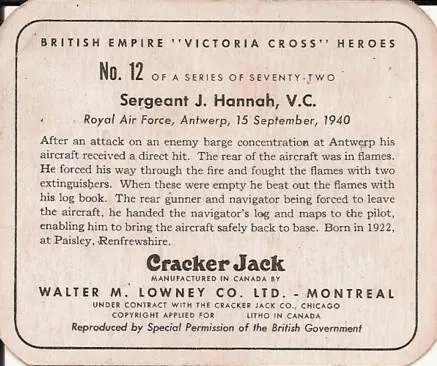 BRITISH EMPIRE "VICTORIA CROSS" HEROES
No. 12 OF A SERIES OF SEVENTY-TWO
Sergeant J. Hannah, V.C.
Royal Air Force, Antwerp, 15 September, 1940
After an attack on an enemy barge concentration at Antwerp his
aircraft received a direct hit. The rear of the aircraft was in flames.
He forced his way through the fire and fought the flames with two
extinguishers. When these were empty he beat out the flames with
his log book. The rear gunner and navigator being forced to leave
the aircraft, he handed the navigator's log and maps to the pilot,
enabling him to bring the aircraft safely back to base. Born in 1922,
at Paisley, Renfrewshire.
Cracker Jack
MANUFACTURED IN CANADA BY
WALTER M. LOWNEY CO. LTD. - MONTREAL
UNDER CONTRACT WITH THE CRACKER JACK CO., CHICAGO
COPYRIGHT APPLIED FOR LITHO IN CANADA
Reproduced by Special Permission of the British Government